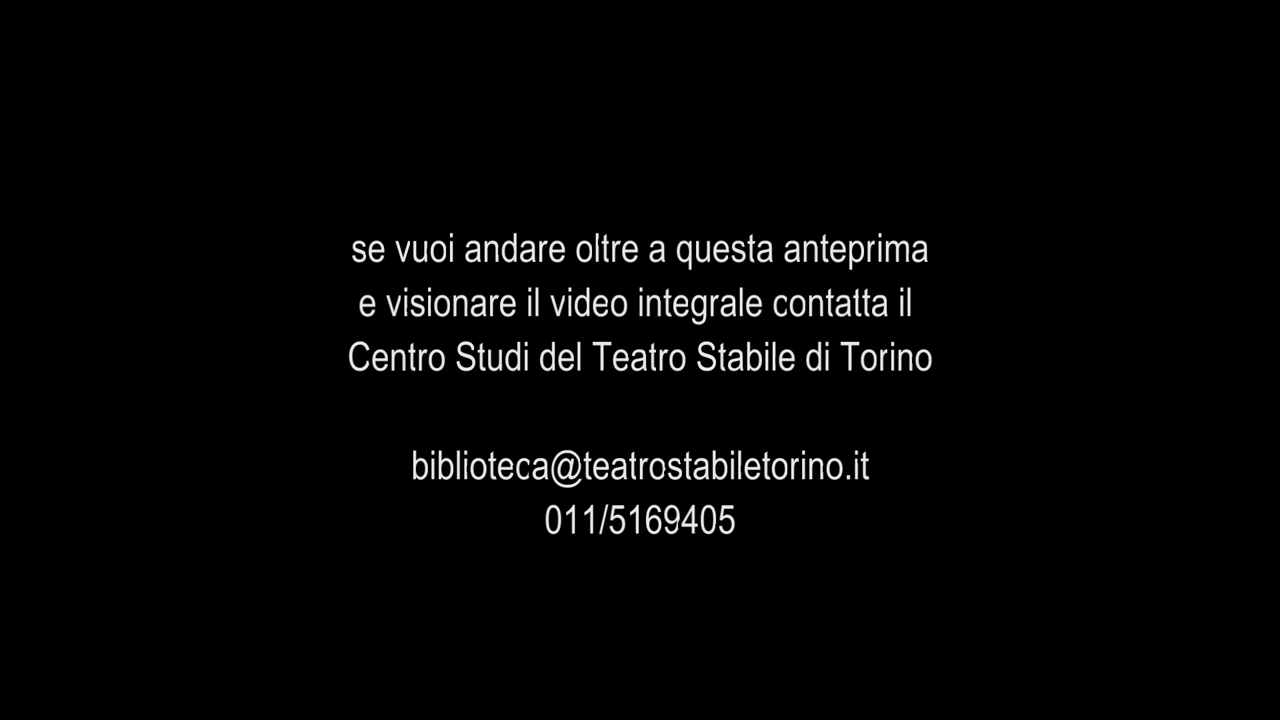 se vuoi andare oltre a questa anteprima
e visionare il video integrale contatta il
Centro Studi del Teatro Stabile di Torino
biblioteca@teatrostabiletorino.it
011/5169405